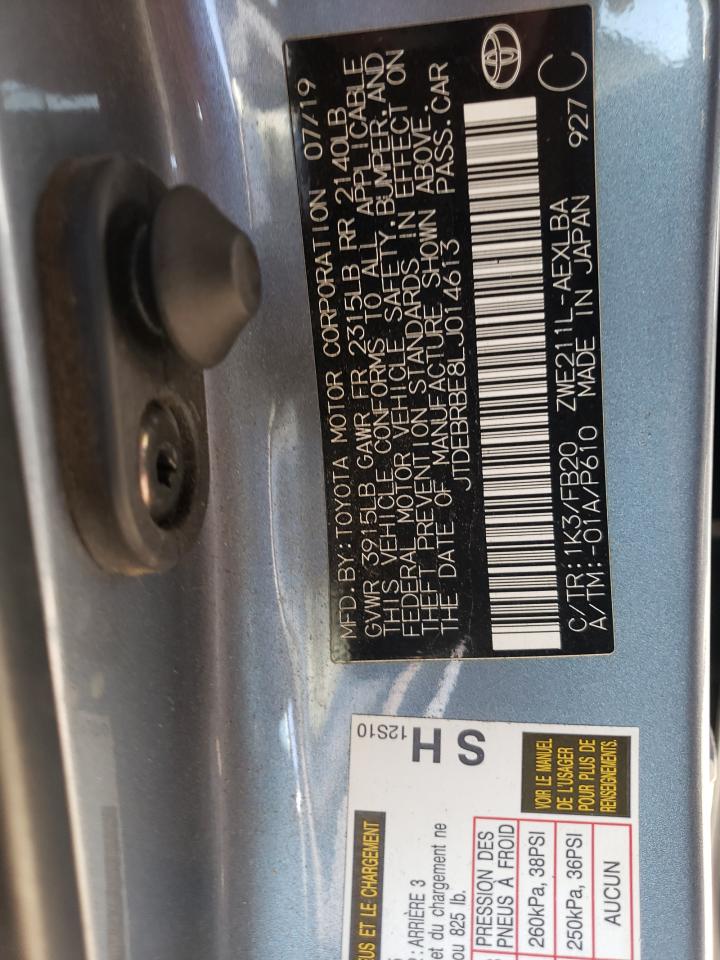 MFD.BY:TOYOTA MOTOR CORPORATION 07/19
GVWR 3915LB GAWR FR 2315LB RR 2140LB
THIS VEHICLE CONFORMS TO ALL APPLICABLE
FEDERAL MOTOR VEHICLE SAFETY,BUMPER,AND
THEFT PREVENTION STANDARDS IN EFFECT ON
THE DATE OF MANUFACTURE SHOWN ABOVE.
JTDEBRBE8LJ014613 PASS.CAR
C/TR:1K3/FB20 ZWE211L-AEXLBA 927
A/TM:-01A/P610 MADE IN JAPAN C
SH
12S10
EUS ET LE CHARGEMENT
:ARRIÈRE 3
et du chargement ne
ou 825 lb.
PRESSION DES
PNEUS À FROID
260kPa, 38PSI
250kPa, 36PSI
AUCUN
VOIR LE MANUEL
DE L'USAGER
POUR PLUS DE
RENSEIGNEMENTS.